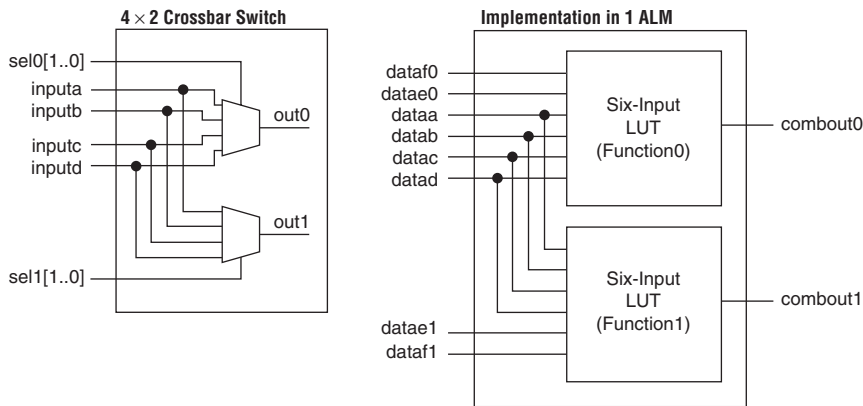 4 × 2 Crossbar Switch
sel0[1..0]
inputa
inputb
inputc
inputd
out0
out1
sel1[1..0]
Implementation in 1 ALM
dataf0
datae0
dataa
datab
datac
datad
Six-Input
LUT
(Function0)
combout0
Six-Input
LUT
(Function1)
combout1
datae1
dataf1